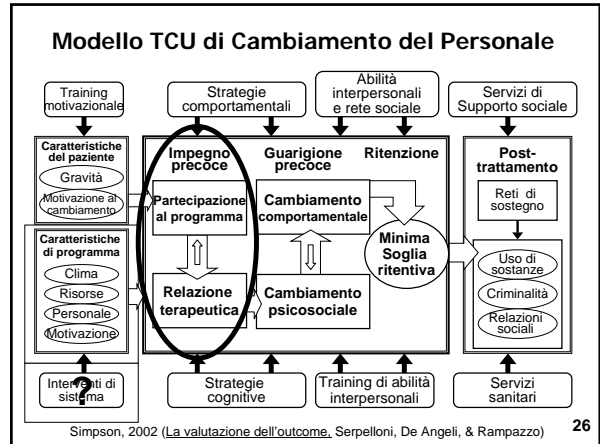 Modello TCU di Cambiamento del Personale
Training
motivazionale
Strategie
comportamentali
Abilità
interpersonali
e rete sociale
Servizi di
Supporto sociale
Caratteristiche
del paziente
Gravità
Motivazione al
cambiamento
Caratteristiche
di programma
Clima
Risorse
Personale
Motivazione
Impegno
precoce
Partecipazione
al programma
Relazione
terapeutica
Guarigione
precoce
Cambiamento
comportamentale
Cambiamento
psicosociale
Ritenzione
Minima
Soglia
ritentiva
Post-
trattamento
Reti di
sostegno
Uso di
sostanze
Criminalità
Relazioni
sociali
?
Interventi di
sistema
Strategie
cognitive
Training di abilità
interpersonali
Servizi
sanitari
Simpson, 2002 (La valutazione dell'outcome, Serpelloni, De Angeli, & Rampazzo)
26